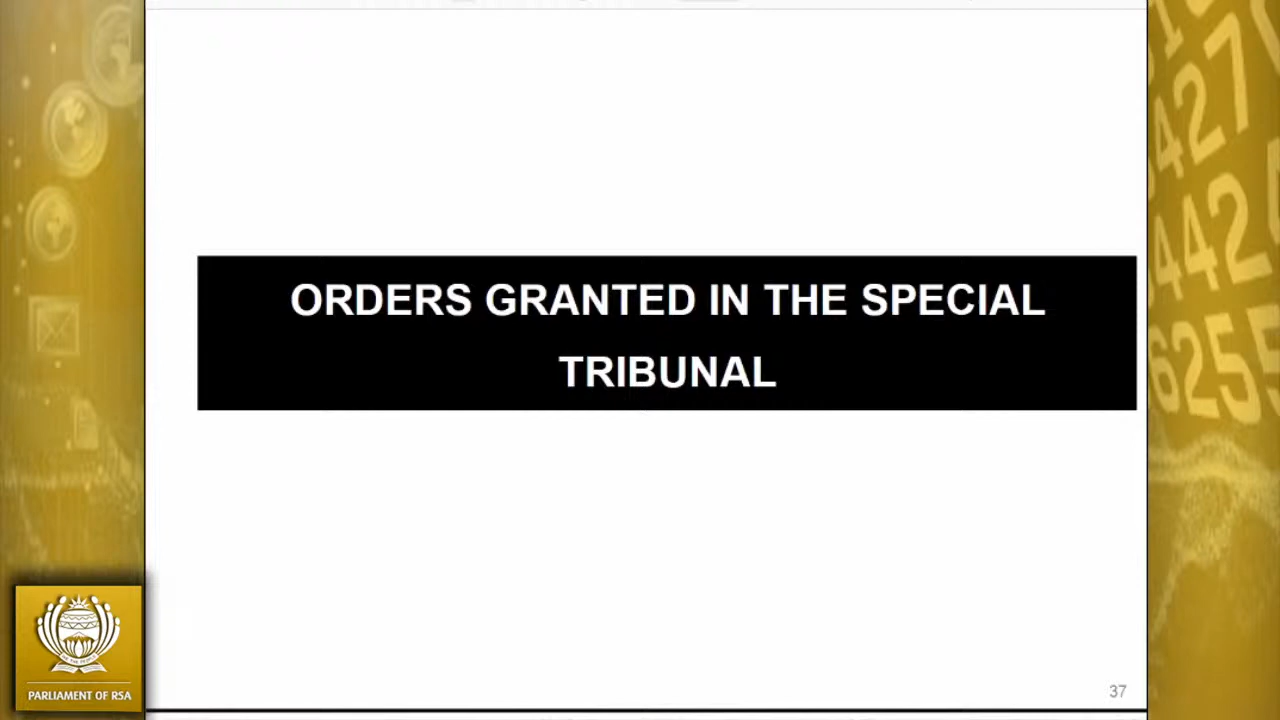 ORDERS GRANTED IN THE SPECIAL
TRIBUNAL
37
PARLIAMENT OF RSA